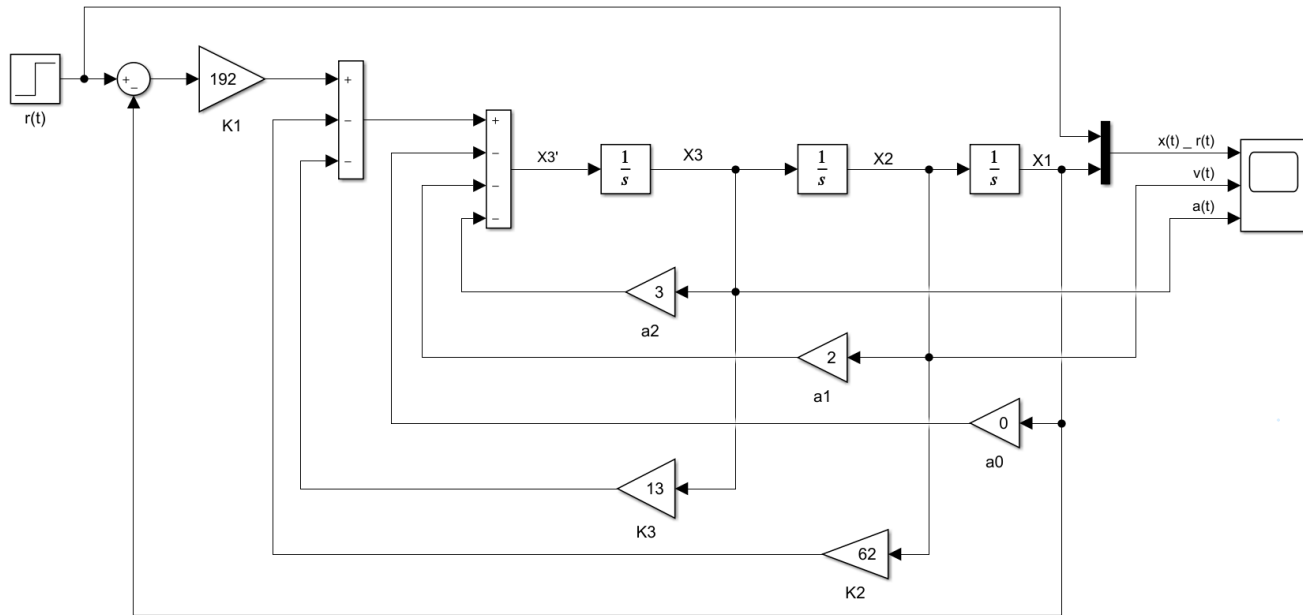 r(t)
+
−
192
K1
+
−
−
+
−
−
−
X3'
1
s
X3
1
s
X2
1
s
X1
x(t) _ r(t)
v(t)
a(t)
3
a2
2
a1
0
a0
13
K3
62
K2